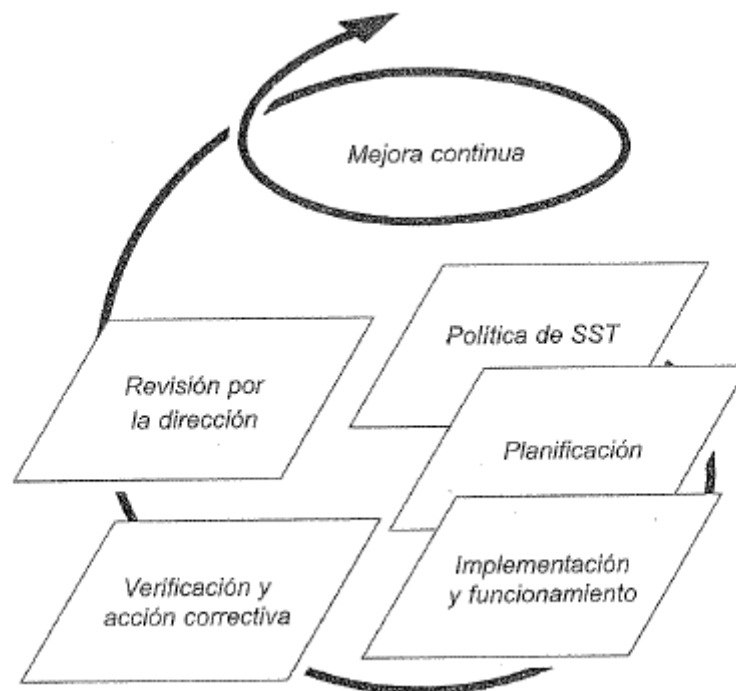 Mejora continua
Política de SST
Revisión por
la dirección
Planificación
Implementación
y funcionamiento
Verificación y
acción correctiva